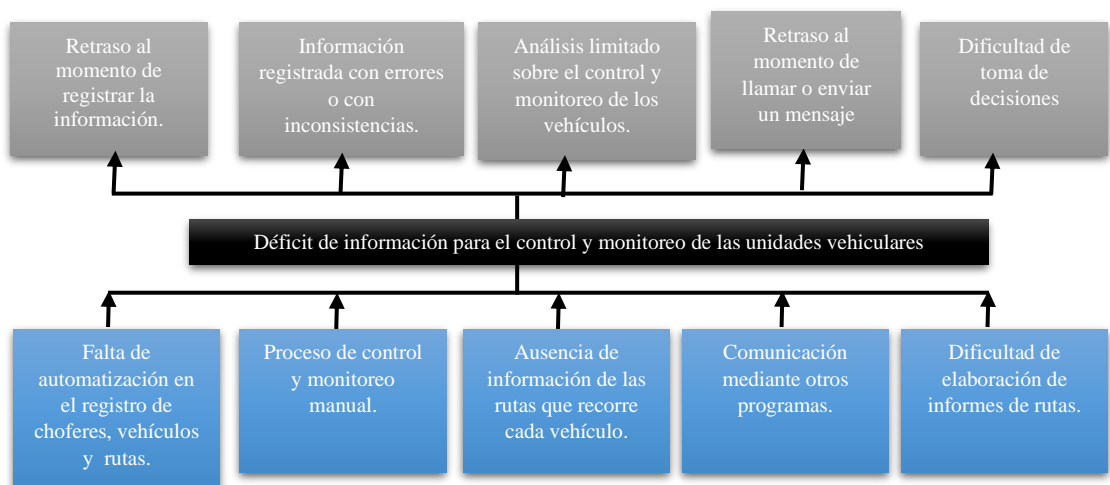 Retraso al
momento de
registrar la
información.
Información
registrada con errores
o con
inconsistencias.
Análisis limitado
sobre el control y
monitoreo de los
vehículos.
Retraso al
momento de
llamar o enviar
un mensaje
Dificultad de
toma de
decisiones
Déficit de información para el control y monitoreo de las unidades vehiculares
Falta de
automatización en
el registro de
choferes, vehículos
y rutas.
Proceso de control
y monitoreo
manual.
Ausencia de
información de las
rutas que recorre
cada vehículo.
Comunicación
mediante otros
programas.
Dificultad de
elaboración de
informes de rutas.